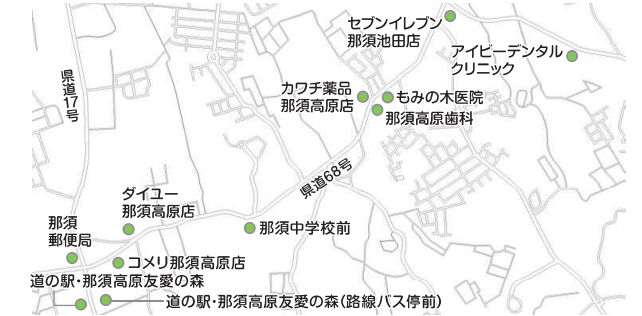 セブンイレブン
那須池田店
アイビーデンタル
クリニック
県道17号
カワチ薬品
那須高原店
もみの木医院
那須高原歯科
県道68号
ダイユー
那須高原店
那須
郵便局
那須中学校前
コメリ那須高原店
道の駅・那須高原友愛の森
道の駅・那須高原友愛の森（路線バス停前）